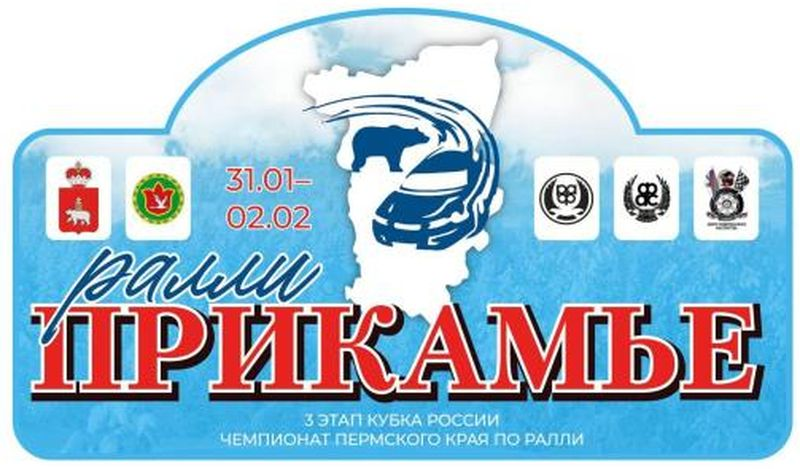 31.01–
02.02
ралли
ПРИКАМЬЕ
3 ЭТАП КУБКА РОССИИ
ЧЕМПИОНАТ ПЕРМСКОГО КРАЯ ПО РАЛЛИ